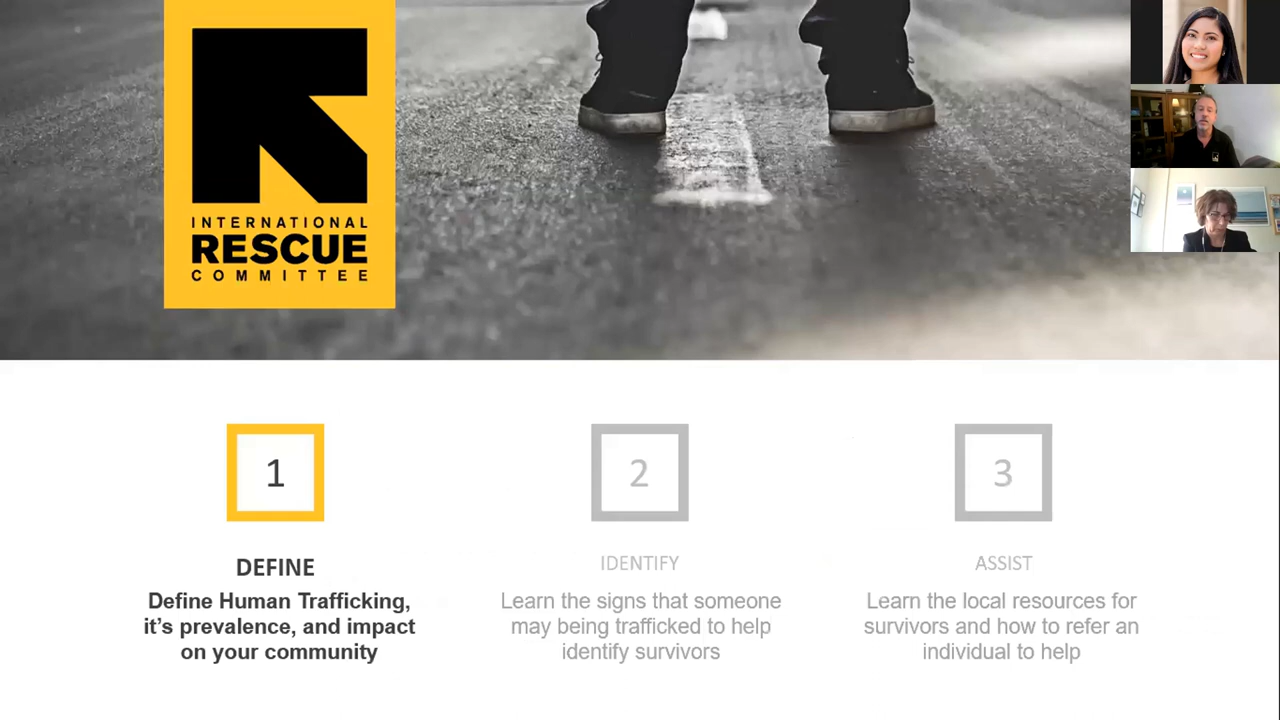 INTERNATIONAL
RESCUE
COMMITTEE
1
DEFINE
Define Human Trafficking,
it's prevalence, and impact
on your community
2
IDENTIFY
Learn the signs that someone
may being trafficked to help
identify survivors
3
ASSIST
Learn the local resources for
survivors and how to refer an
individual to help